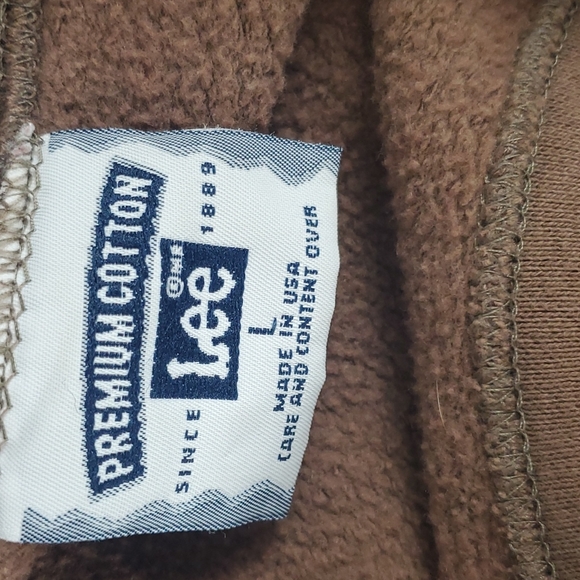 PREMIUM COTTON
SINCE 1889
Lee
L
MADE IN USA
CARE AND CONTENT OVER